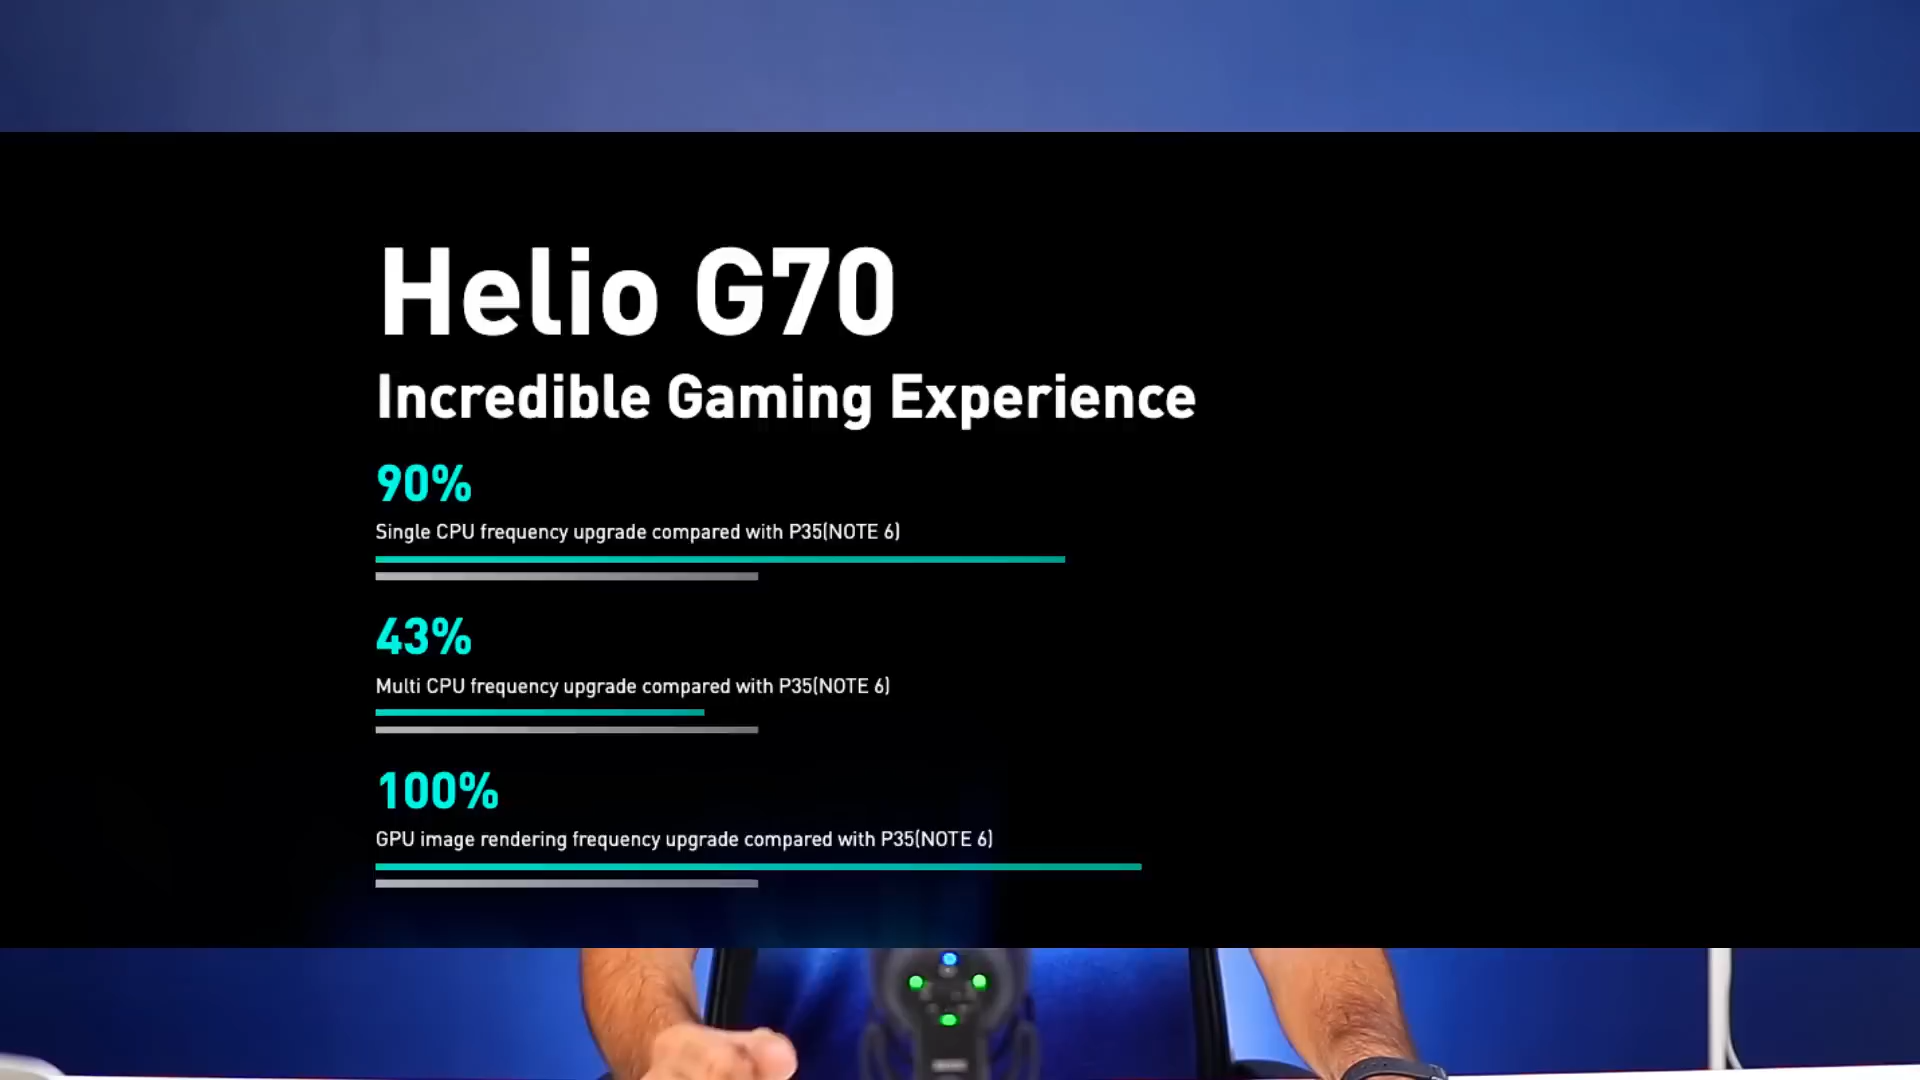 Helio G70
Incredible Gaming Experience
90%
Single CPU frequency upgrade compared with P35(NOTE 6)
43%
Multi CPU frequency upgrade compared with P35(NOTE 6)
100%
GPU image rendering frequency upgrade compared with P35(NOTE 6)